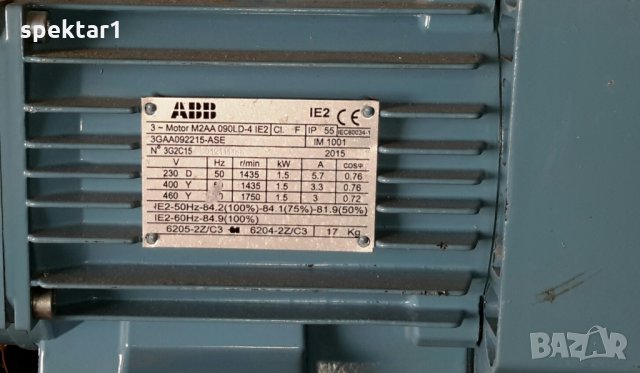 spektar1
ABB IE2 CE
3 ~ Motor M2AA 090LD-4 IE2 Cl. F IP 55 IEC60034-1
3GAA092215-ASE IM 1001
N° 3G2C15 2015
V Hz r/min kW A cosφ
230 D 50 1435 1.5 5.7 0.76
400 Y 1435 1.5 3.3 0.76
460 Y 1750 1.5 3 0.72
IE2-50Hz-84.2(100%)-84.1(75%)-81.9(50%)
IE2-60Hz-84.9(100%)
6205-2Z/C3 6204-2Z/C3 17 Kg
BAZAR